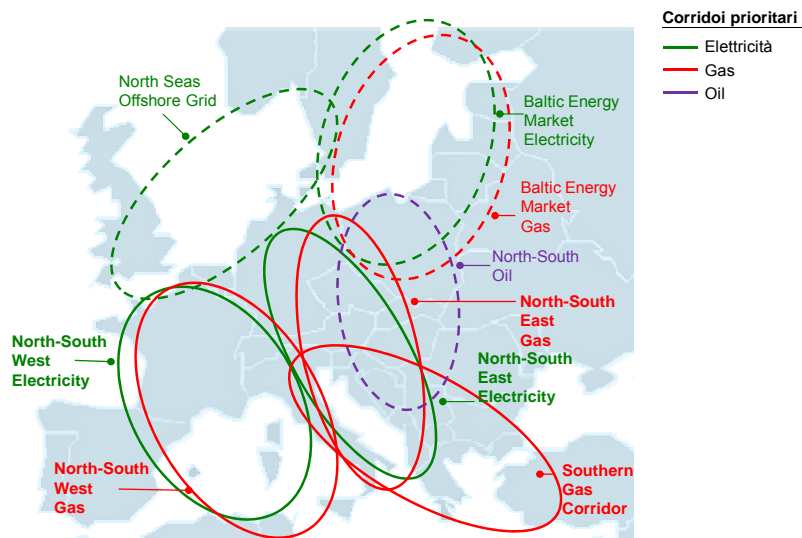 Corridoi prioritari
Elettricità
Gas
Oil
North Seas
Offshore Grid
Baltic Energy
Market
Electricity
Baltic Energy
Market
Gas
North-South
Oil
North-South
East
Gas
North-South
West
Electricity
North-South
East
Electricity
North-South
West
Gas
Southern
Gas
Corridor